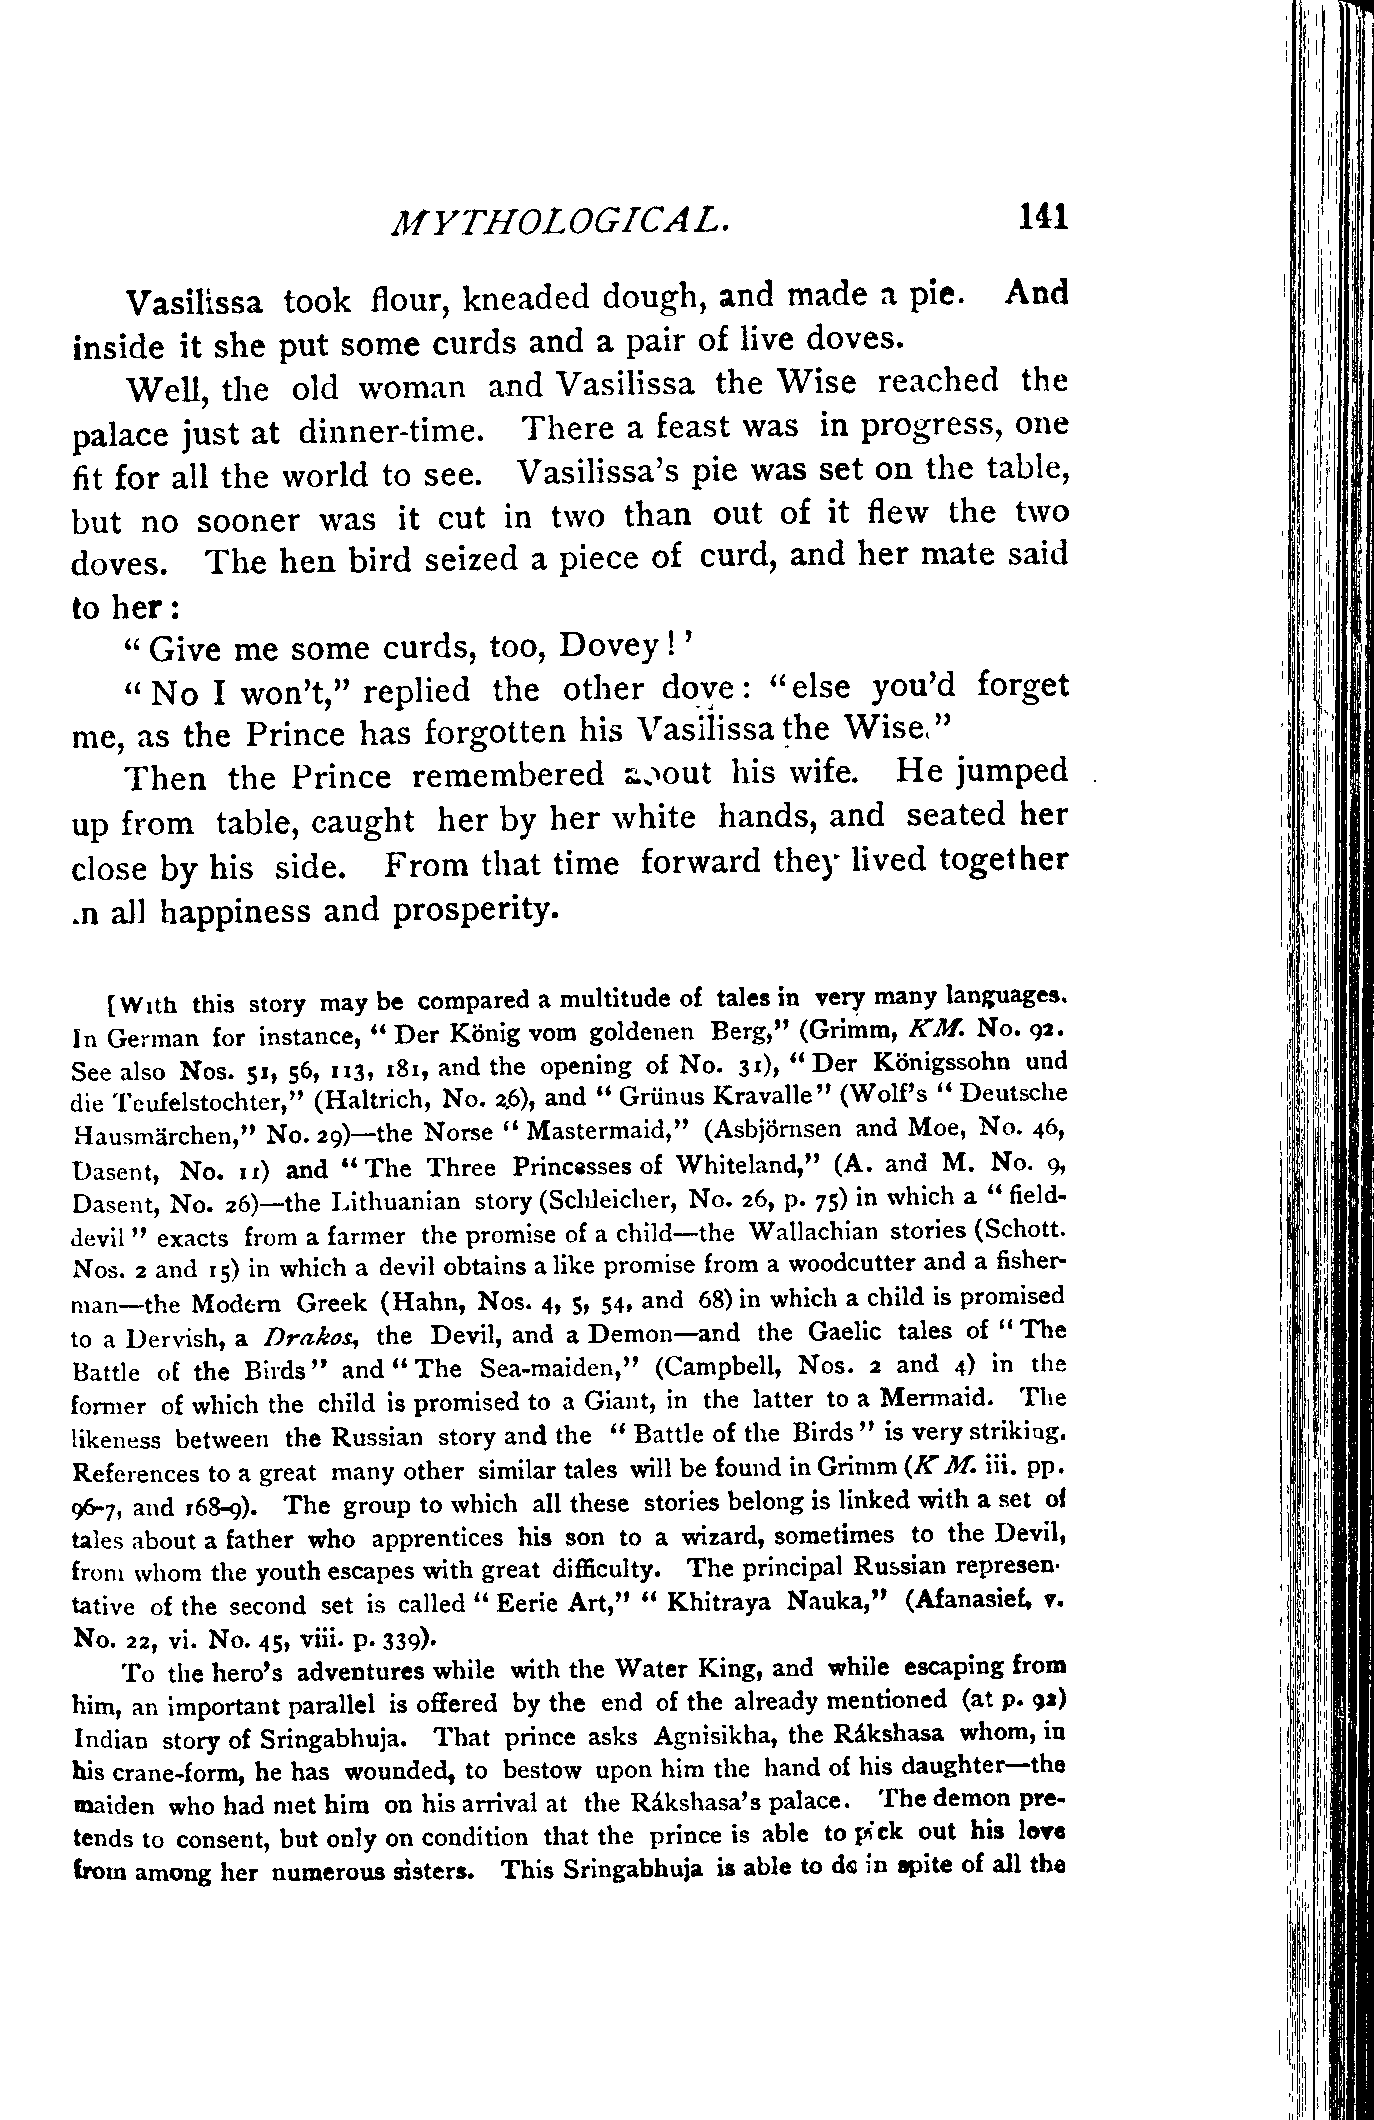 MYTHOLOGICAL. 141
Vasilissa took flour, kneaded dough, and made a pie. And
inside it she put some curds and a pair of live doves.
Well, the old woman and Vasilissa the Wise reached the
palace just at dinner-time. There a feast was in progress, one
fit for all the world to see. Vasilissa's pie was set on the table,
but no sooner was it cut in two than out of it flew the two
doves. The hen bird seized a piece of curd, and her mate said
to her:
"Give me some curds, too, Dovey!'
"No I won't," replied the other dove: "else you'd forget
me, as the Prince has forgotten his Vasilissa the Wise."
Then the Prince remembered about his wife. He jumped
up from table, caught her by her white hands, and seated her
close by his side. From that time forward they lived together
in all happiness and prosperity.
[With this story may be compared a multitude of tales in very many languages.
In German for instance, "Der König vom goldenen Berg," (Grimm, KM. No. 92.
See also Nos. 51, 56, 113, 181, and the opening of No. 31), "Der Königssohn und
die Teufelstochter," (Haltrich, No. 26), and "Grünus Kravalle" (Wolf's "Deutsche
Hausmärchen," No. 29)—the Norse "Mastermaid," (Asbjörnsen and Moe, No. 46,
Dasent, No. 11) and "The Three Princesses of Whiteland," (A. and M. No. 9,
Dasent, No. 26)—the Lithuanian story (Schleicher, No. 26, p. 75) in which a "field-
devil" exacts from a farmer the promise of a child—the Wallachian stories (Schott.
Nos. 2 and 15) in which a devil obtains a like promise from a woodcutter and a fisher-
man—the Modern Greek (Hahn, Nos. 4, 5, 54, and 68) in which a child is promised
to a Dervish, a Drakos, the Devil, and a Demon—and the Gaelic tales of "The
Battle of the Birds" and "The Sea-maiden," (Campbell, Nos. 2 and 4) in the
former of which the child is promised to a Giant, in the latter to a Mermaid. The
likeness between the Russian story and the "Battle of the Birds" is very striking.
References to a great many other similar tales will be found in Grimm (KM. iii. pp.
96-7, and 168-9). The group to which all these stories belong is linked with a set of
tales about a father who apprentices his son to a wizard, sometimes to the Devil,
from whom the youth escapes with great difficulty. The principal Russian represen-
tative of the second set is called "Eerie Art," "Khitraya Nauka," (Afanasief, v.
No. 22, vi. No. 45, viii. p. 339).
To the hero's adventures while with the Water King, and while escaping from
him, an important parallel is offered by the end of the already mentioned (at p. 92)
Indian story of Sringabhuja. That prince asks Agnisikha, the Rákshasa whom, in
his crane-form, he has wounded, to bestow upon him the hand of his daughter—the
maiden who had met him on his arrival at the Rákshasa's palace. The demon pre-
tends to consent, but only on condition that the prince is able to pick out his love
from among her numerous sisters. This Sringabhuja is able to do in spite of all the